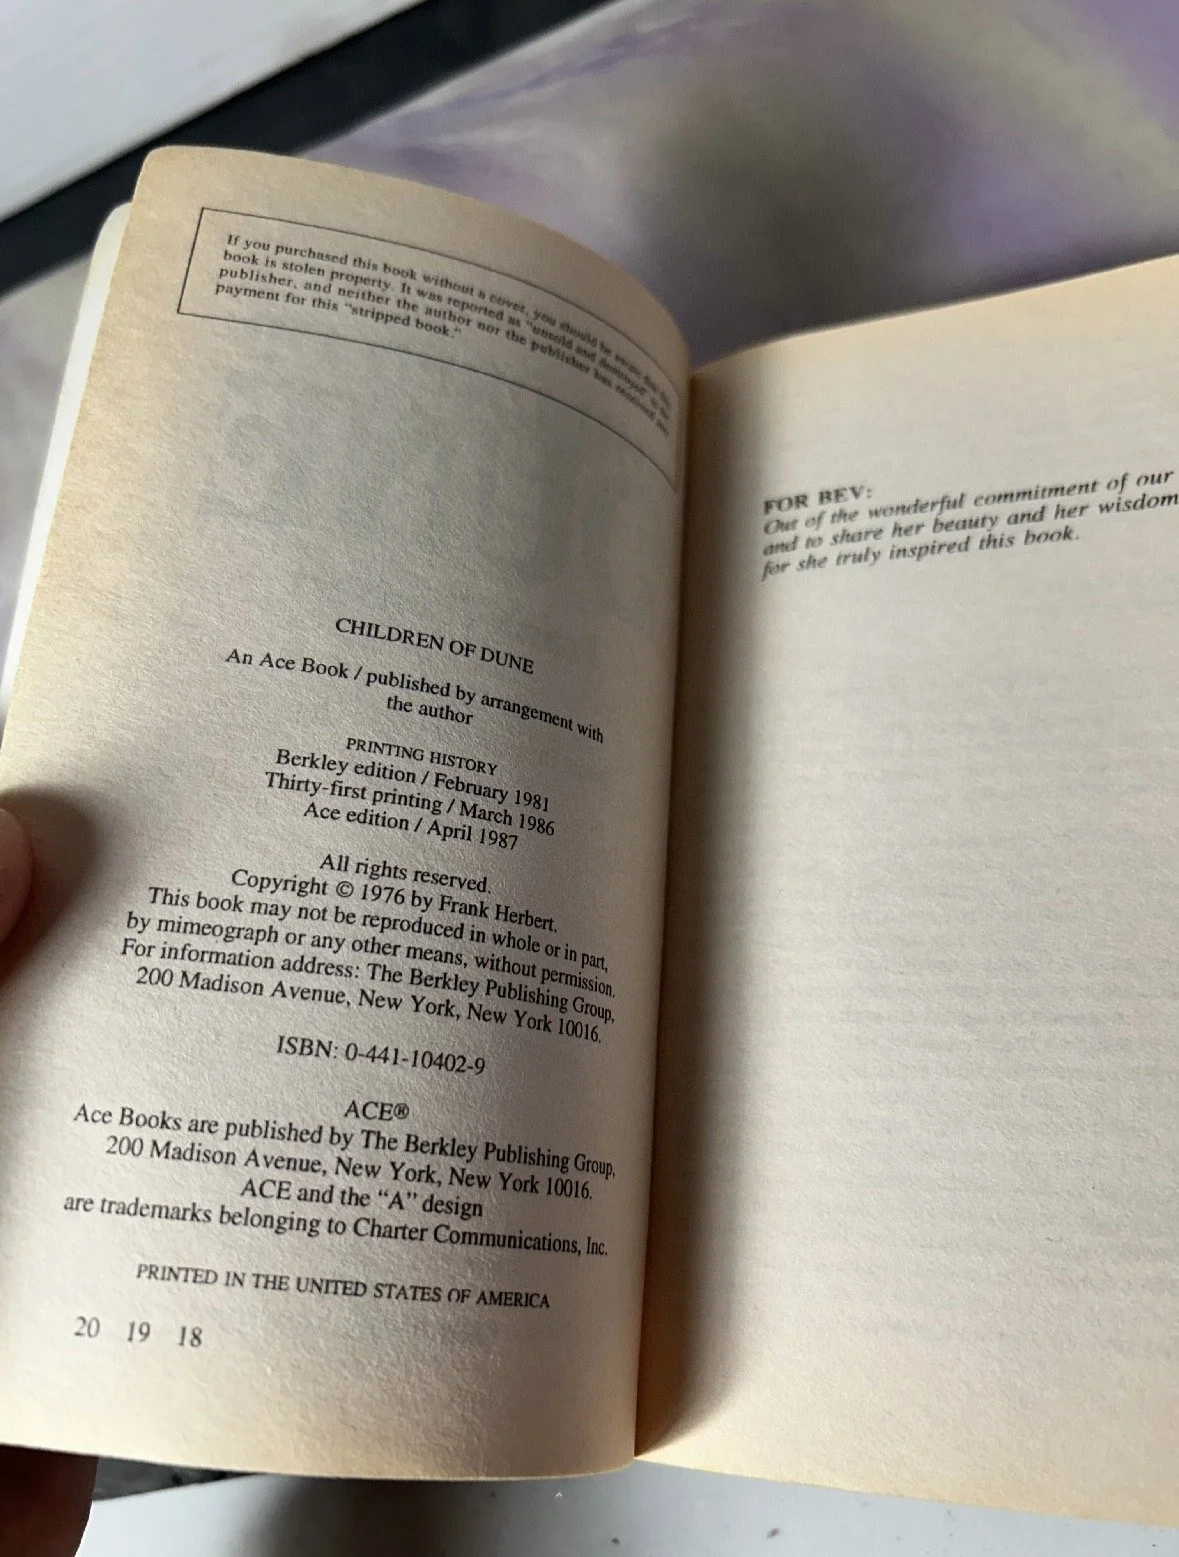 If you purchased this book without a cover, you should be aware that this
book is stolen property. It was reported as "unsold and destroyed" to the
publisher, and neither the author nor the publisher has received any
payment for this "stripped book."
CHILDREN OF DUNE
An Ace Book / published by arrangement with
the author
PRINTING HISTORY
Berkley edition / February 1981
Thirty-first printing / March 1986
Ace edition / April 1987
All rights reserved.
Copyright © 1976 by Frank Herbert.
This book may not be reproduced in whole or in part,
by mimeograph or any other means, without permission.
For information address: The Berkley Publishing Group,
200 Madison Avenue, New York, New York 10016.
ISBN: 0-441-10402-9
ACE®
Ace Books are published by The Berkley Publishing Group,
200 Madison Avenue, New York, New York 10016.
ACE and the "A" design
are trademarks belonging to Charter Communications, Inc.
PRINTED IN THE UNITED STATES OF AMERICA
20 19 18
FOR BEV:
Out of the wonderful commitment of our
and to share her beauty and her wisdom
for she truly inspired this book.